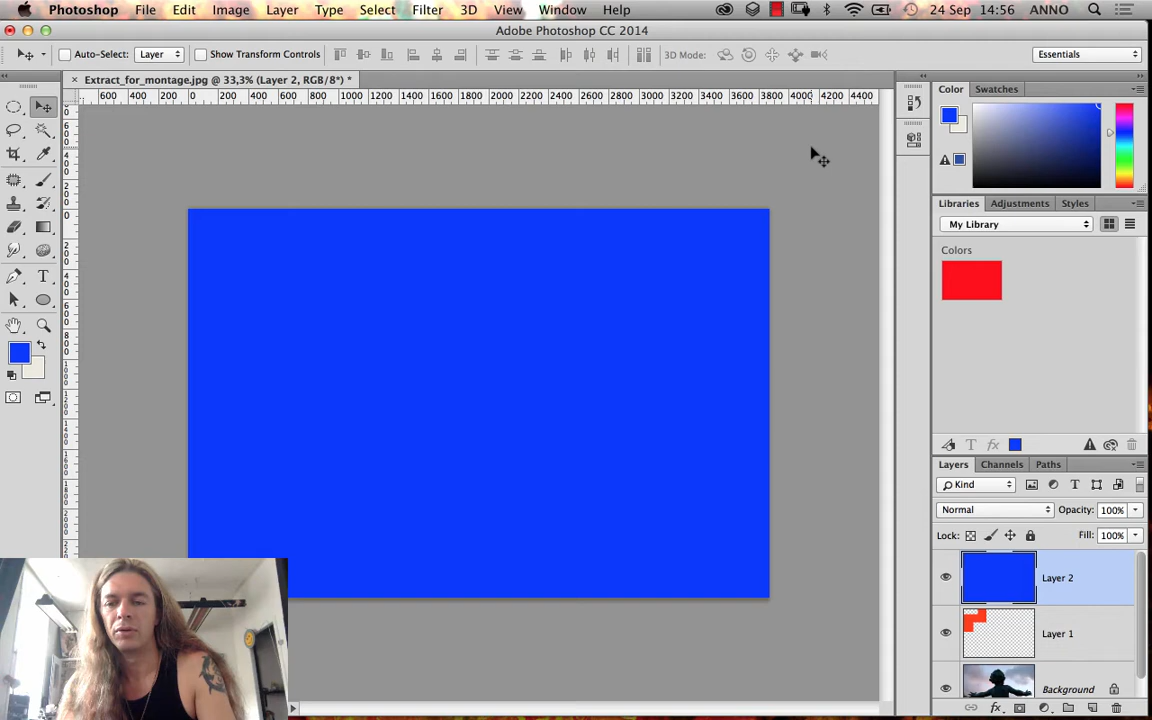 Photoshop File Edit Image Layer Type Select Filter 3D View Window Help 24 Sep 14:56 ANNO
Adobe Photoshop CC 2014
Auto-Select: Layer Show Transform Controls 3D Mode: Essentials
Extract_for_montage.jpg @ 33,3% (Layer 2, RGB/8*) *
600 400 200 0 200 400 600 800 1000 1200 1400 1600 1800 2000 2200 2400 2600 2800 3000 3200 3400 3600 3800 4000 4200 4400
Color Swatches
Libraries Adjustments Styles
My Library
Colors
Layers Channels Paths
Kind
Normal Opacity: 100%
Lock: Fill: 100%
Layer 2
Layer 1
Background